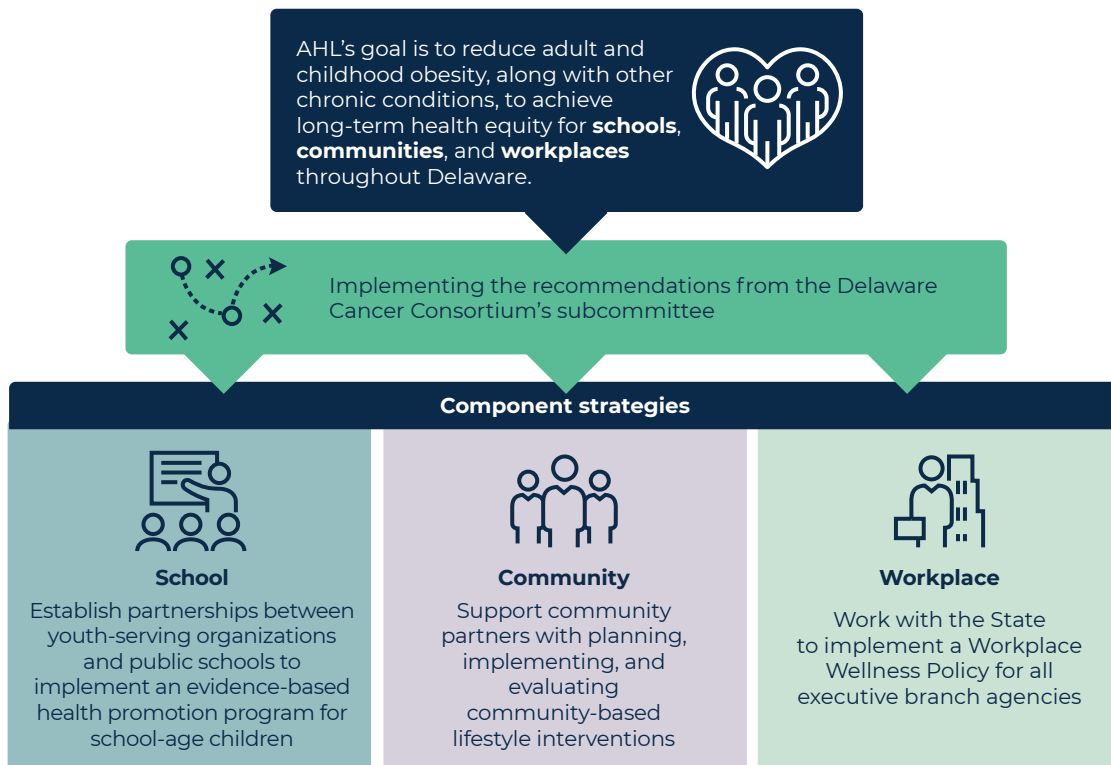 AHL’s goal is to reduce adult and
childhood obesity, along with other
chronic conditions, to achieve
long-term health equity for schools,
communities, and workplaces
throughout Delaware.
Implementing the recommendations from the Delaware
Cancer Consortium’s subcommittee
Component strategies
School
Establish partnerships between
youth-serving organizations
and public schools to
implement an evidence-based
health promotion program for
school-age children
Community
Support community
partners with planning,
implementing, and
evaluating
community-based
lifestyle interventions
Workplace
Work with the State
to implement a Workplace
Wellness Policy for all
executive branch agencies